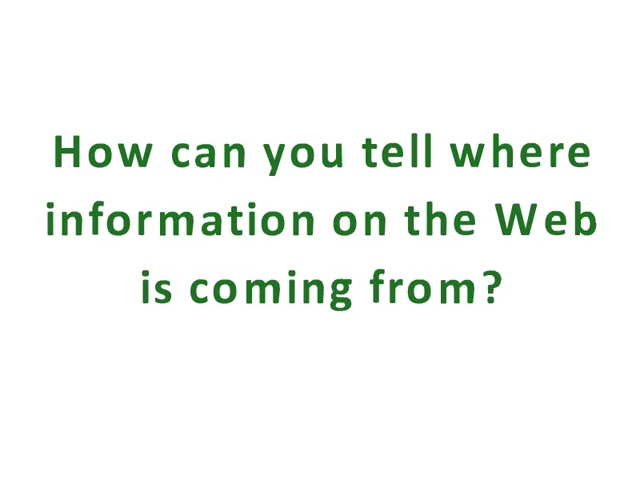 How can you tell where
information on the Web
is coming from?